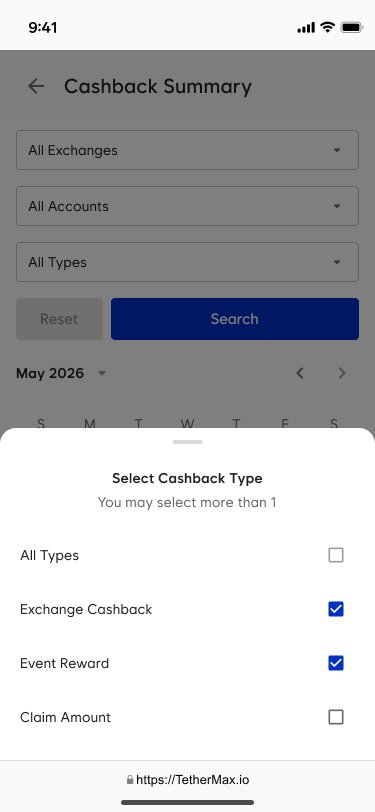 9:41
Cashback Summary
All Exchanges
All Accounts
All Types
Reset Search
May 2026
S M T W T F S
Select Cashback Type
You may select more than 1
All Types
Exchange Cashback
Event Reward
Claim Amount
https://TetherMax.io